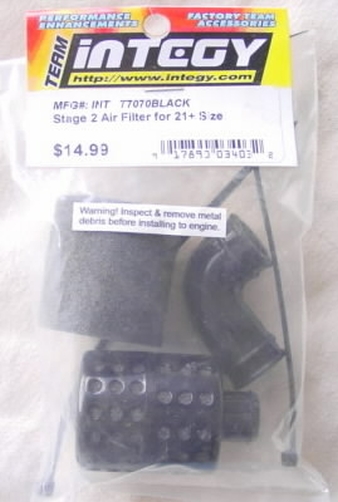 PERFORMANCE ENHANCEMENTS
FACTORY TEAM ACCESSORIES
TEAM INTEGY
http://www.integy.com
MFG#: INT 77070BLACK
Stage 2 Air Filter for 21+ Size
$14.99
Warning! Inspect & remove metal
debris before installing to engine.